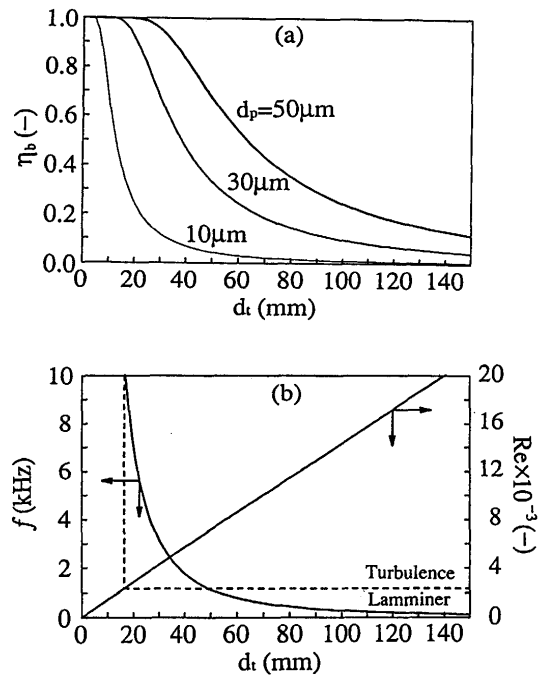 (a)
1.0
0.8
0.6
0.4
0.2
0.0
ηb (−)
dp=50μm
30μm
10μm
0 20 40 60 80 100 120 140
dt (mm)
(b)
10
8
6
4
2
0
f (kHz)
20
16
12
8
4
0
Re×10⁻³ (−)
Turbulence
Lamminer
0 20 40 60 80 100 120 140
dt (mm)